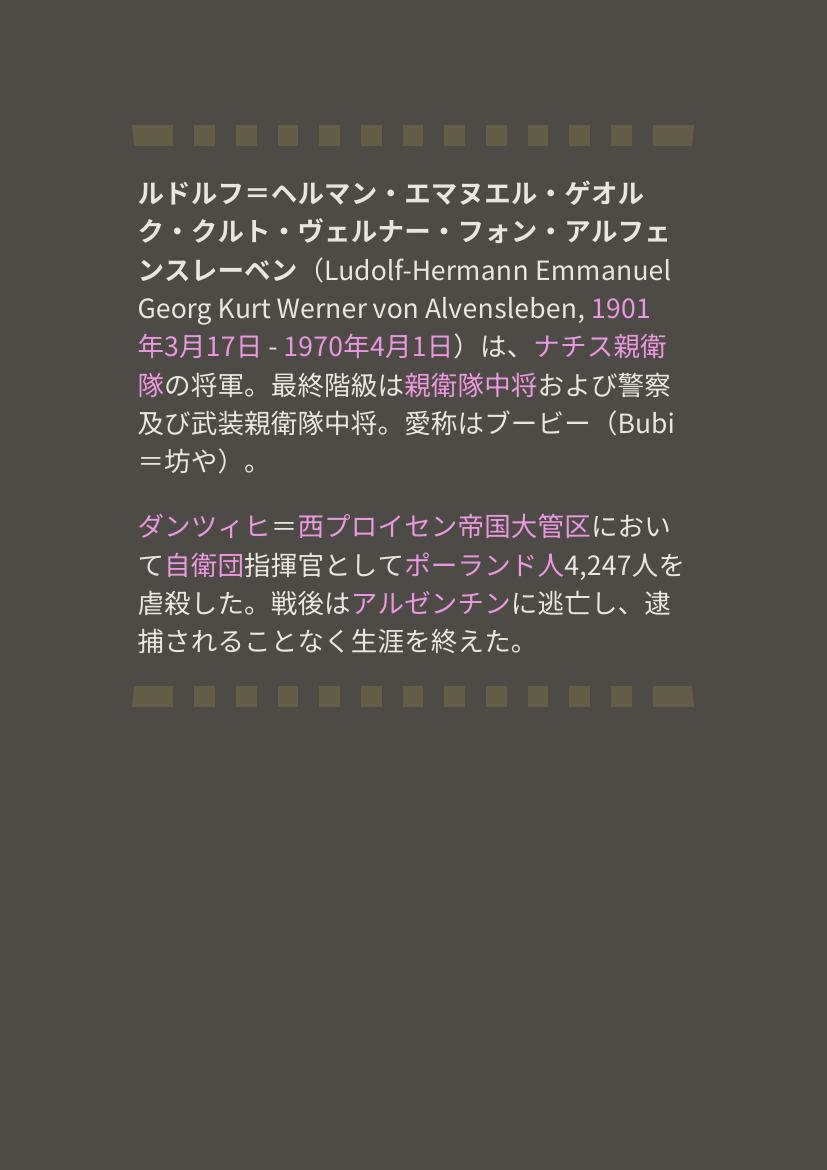 ルドルフ＝ヘルマン・エマヌエル・ゲオル
ク・クルト・ヴェルナー・フォン・アルフェ
ンスレーベン（Ludolf-Hermann Emmanuel
Georg Kurt Werner von Alvensleben, 1901
年3月17日 - 1970年4月1日）は、ナチス親衛
隊の将軍。最終階級は親衛隊中将および警察
及び武装親衛隊中将。愛称はブービー（Bubi
＝坊や）。
ダンツィヒ＝西プロイセン帝国大管区におい
て自衛団指揮官としてポーランド人4,247人を
虐殺した。戦後はアルゼンチンに逃亡し、逮
捕されることなく生涯を終えた。